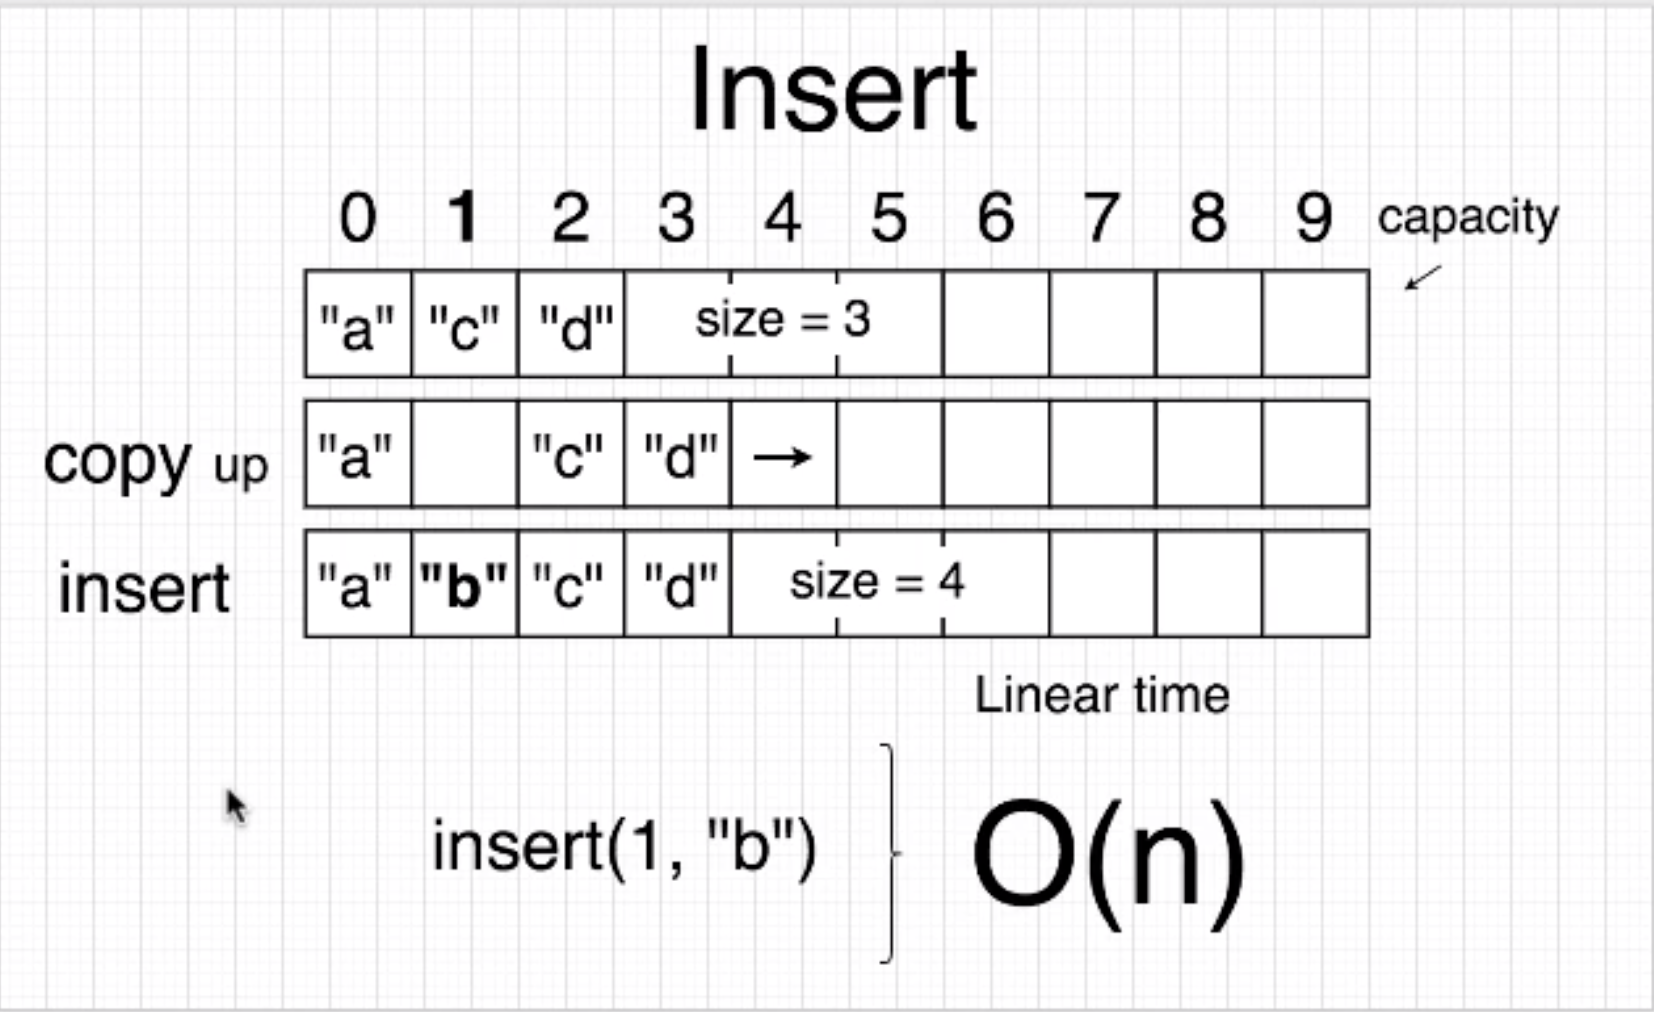 Insert
0 1 2 3 4 5 6 7 8 9 capacity
"a" "c" "d" size = 3
copy up "a" "c" "d" →
insert "a" "b" "c" "d" size = 4
Linear time
insert(1, "b") O(n)